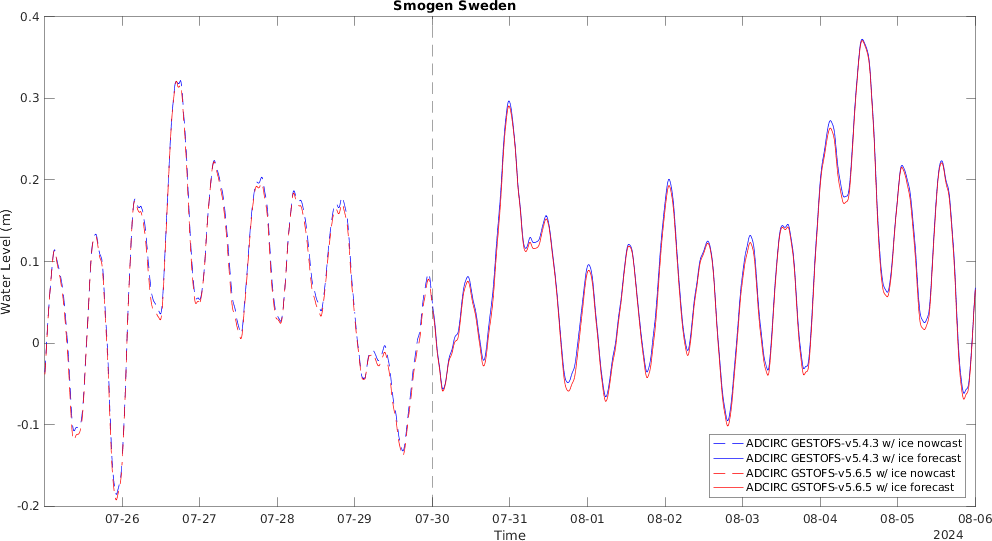 Smogen Sweden
0.4
0.3
0.2
0.1
0
-0.1
-0.2
Water Level (m)
ADCIRC GESTOFS-v5.4.3 w/ ice nowcast
ADCIRC GESTOFS-v5.4.3 w/ ice forecast
ADCIRC GSTOFS-v5.6.5 w/ ice nowcast
ADCIRC GSTOFS-v5.6.5 w/ ice forecast
07-26 07-27 07-28 07-29 07-30 07-31 08-01 08-02 08-03 08-04 08-05 08-06
Time
2024